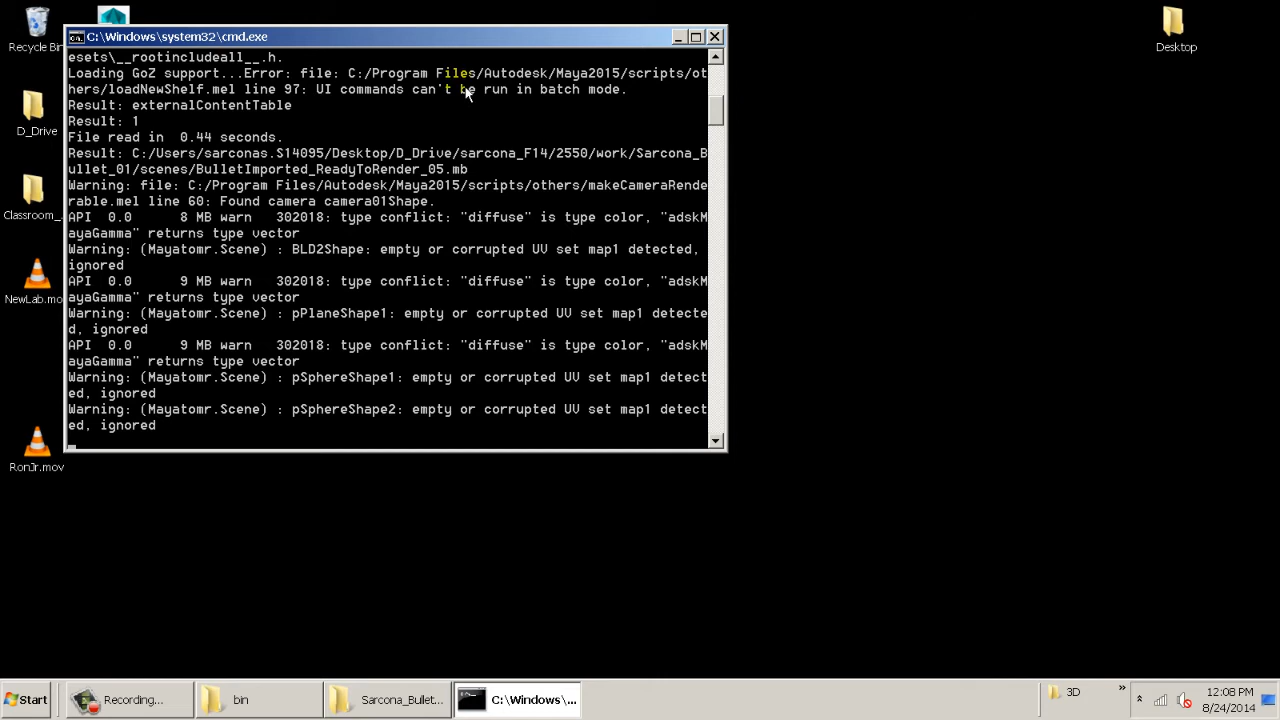 Recycle Bin
D_Drive
Classroom_
NewLab.mo
RonJr.mov
Desktop
C:\Windows\system32\cmd.exe
esets\__rootincludeall__.h.
Loading GoZ support...Error: file: C:/Program Files/Autodesk/Maya2015/scripts/ot
hers/loadNewShelf.mel line 97: UI commands can't be run in batch mode.
Result: externalContentTable
Result: 1
File read in  0.44 seconds.
Result: C:/Users/sarconas.S14095/Desktop/D_Drive/sarcona_F14/2550/work/Sarcona_B
ullet_01/scenes/BulletImported_ReadyToRender_05.mb
Warning: file: C:/Program Files/Autodesk/Maya2015/scripts/others/makeCameraRende
rable.mel line 60: Found camera camera01Shape.
API  0.0      8 MB warn   302018: type conflict: "diffuse" is type color, "adskM
ayaGamma" returns type vector
Warning: (Mayatomr.Scene) : BLD2Shape: empty or corrupted UV set map1 detected,
ignored
API  0.0      9 MB warn   302018: type conflict: "diffuse" is type color, "adskM
ayaGamma" returns type vector
Warning: (Mayatomr.Scene) : pPlaneShape1: empty or corrupted UV set map1 detecte
d, ignored
API  0.0      9 MB warn   302018: type conflict: "diffuse" is type color, "adskM
ayaGamma" returns type vector
Warning: (Mayatomr.Scene) : pSphereShape1: empty or corrupted UV set map1 detect
ed, ignored
Warning: (Mayatomr.Scene) : pSphereShape2: empty or corrupted UV set map1 detect
ed, ignored
Start
Recording...
bin
Sarcona_Bullet...
C:\Windows\...
3D
12:08 PM
8/24/2014